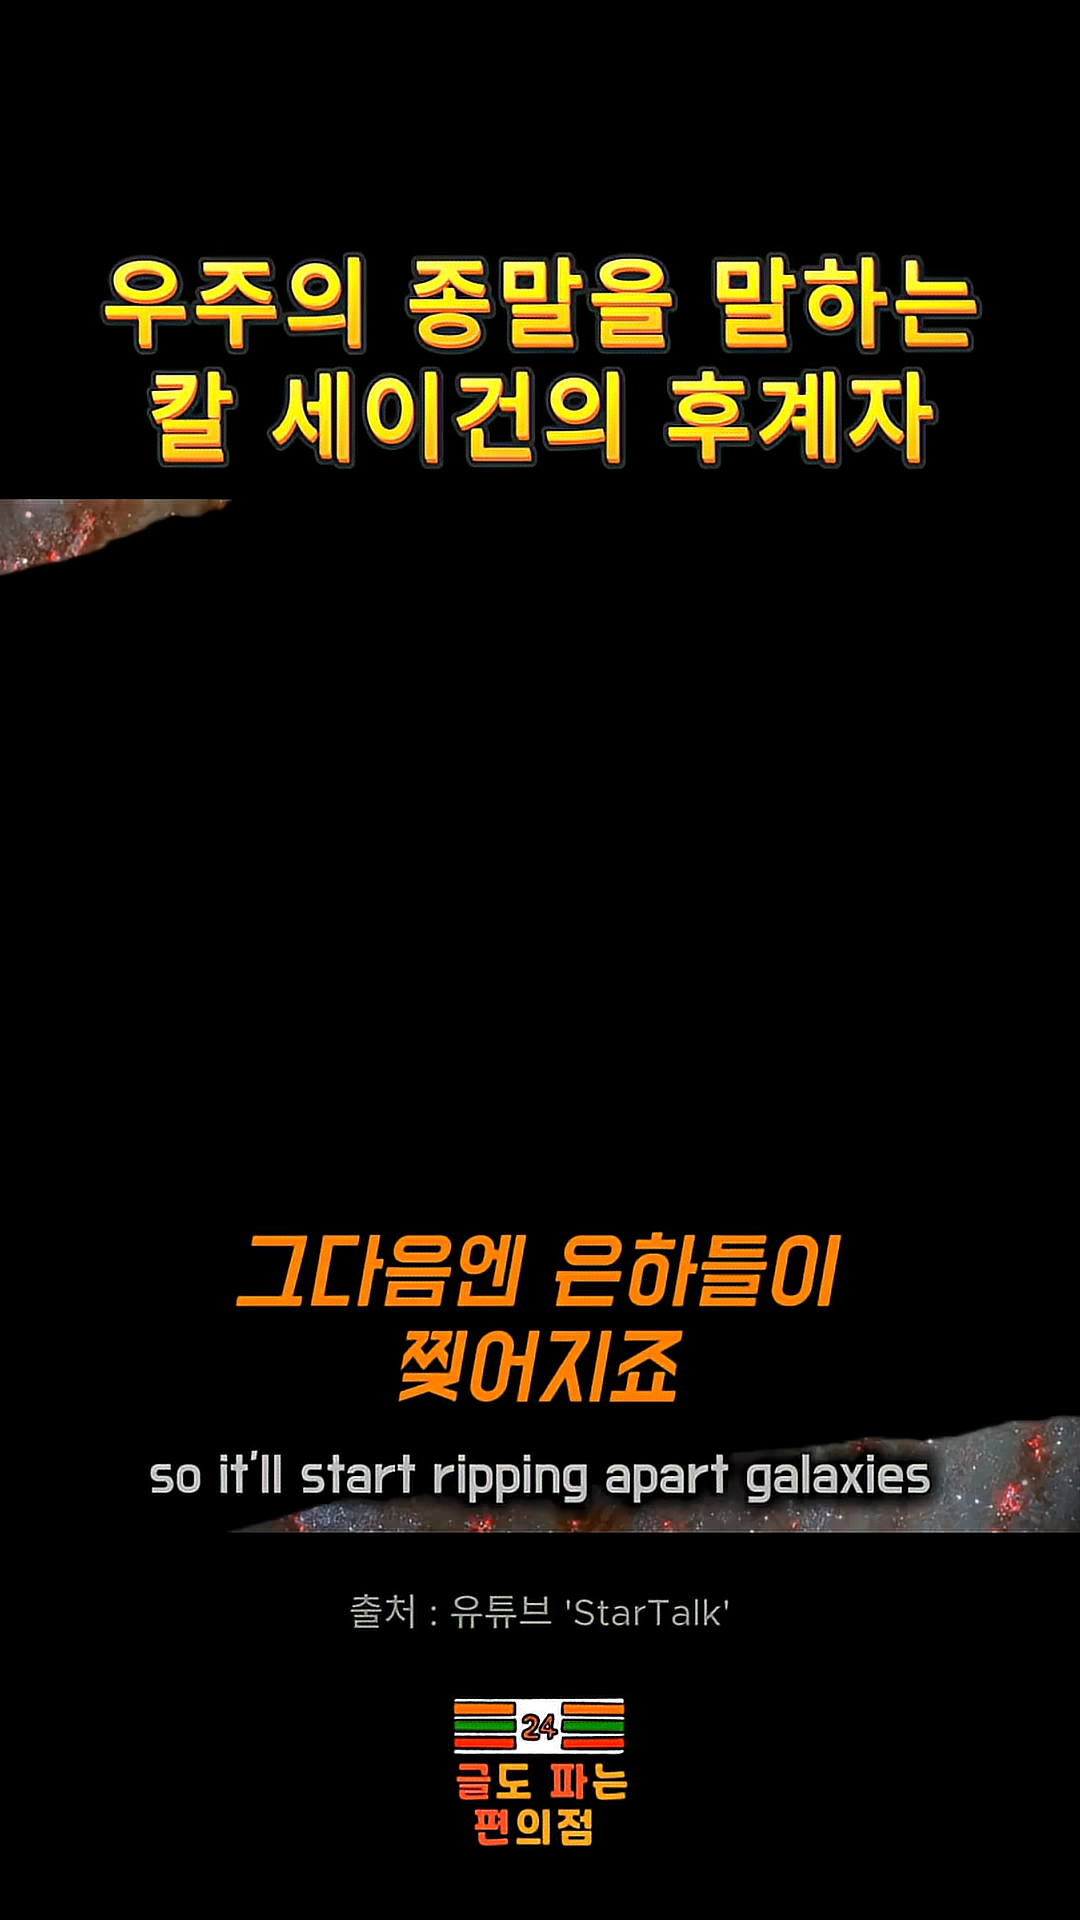 우주의 종말을 말하는
칼 세이건의 후계자
그다음엔 은하들이
찢어지죠
so it'll start ripping apart galaxies
출처 : 유튜브 'StarTalk'
24
글도 파는
편의점